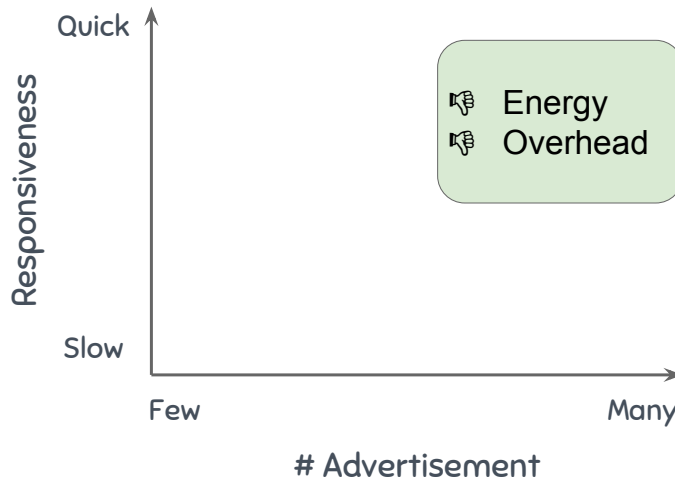 Quick
Responsiveness
👎 Energy
👎 Overhead
Slow
Few
Many
# Advertisement